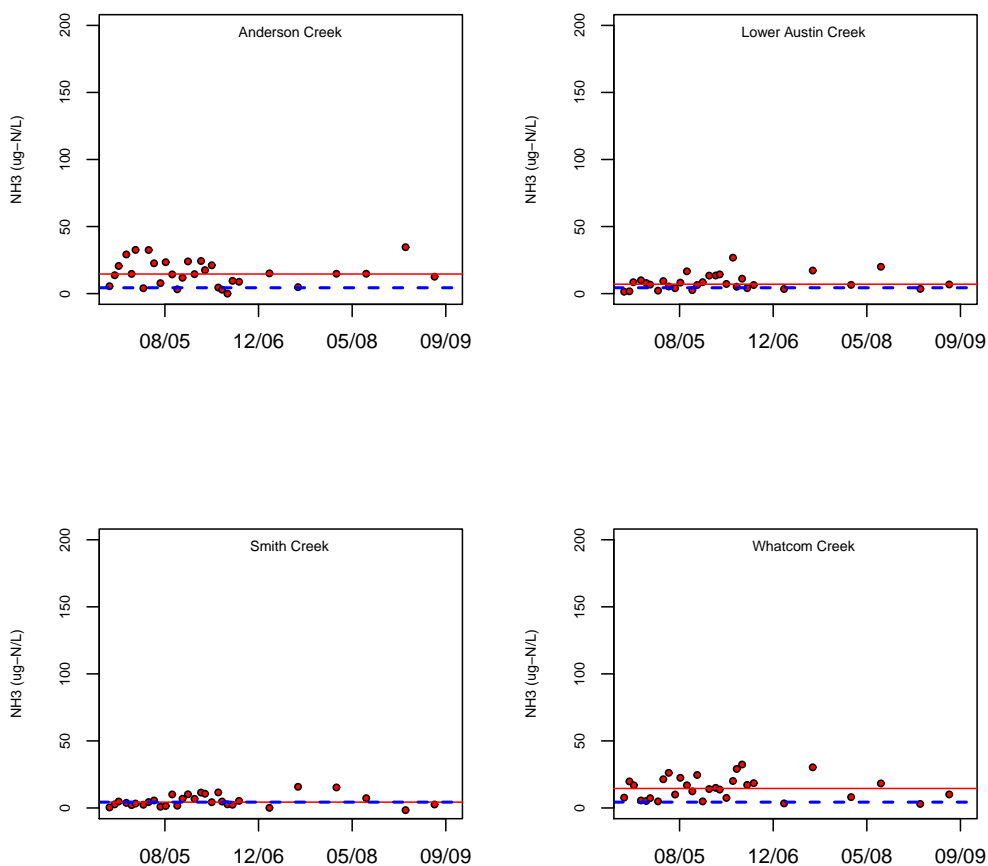 Anderson Creek
Lower Austin Creek
NH3 (ug−N/L)
200
150
100
50
0
08/05 12/06 05/08 09/09
NH3 (ug−N/L)
200
150
100
50
0
08/05 12/06 05/08 09/09
Smith Creek
Whatcom Creek
NH3 (ug−N/L)
200
150
100
50
0
08/05 12/06 05/08 09/09
NH3 (ug−N/L)
200
150
100
50
0
08/05 12/06 05/08 09/09